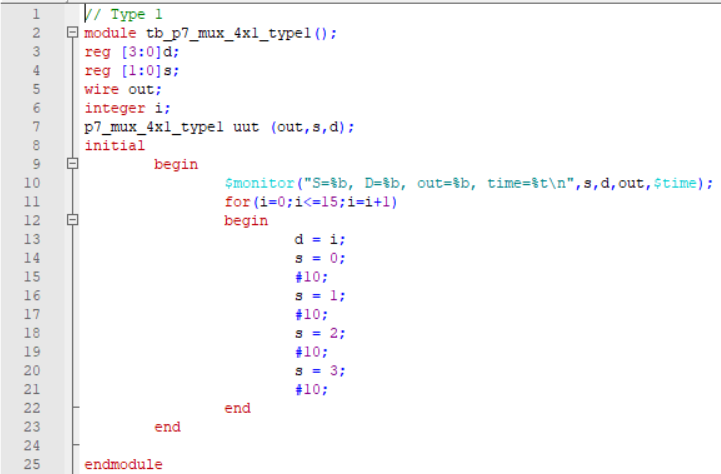 1 // Type 1
2 module tb_p7_mux_4x1_type1();
3 reg [3:0]d;
4 reg [1:0]s;
5 wire out;
6 integer i;
7 p7_mux_4x1_type1 uut (out,s,d);
8 initial
9 begin
10 $monitor("S=%b, D=%b, out=%b, time=%t\n",s,d,out,$time);
11 for(i=0;i<=15;i=i+1)
12 begin
13 d = i;
14 s = 0;
15 #10;
16 s = 1;
17 #10;
18 s = 2;
19 #10;
20 s = 3;
21 #10;
22 end
23 end
24
25 endmodule